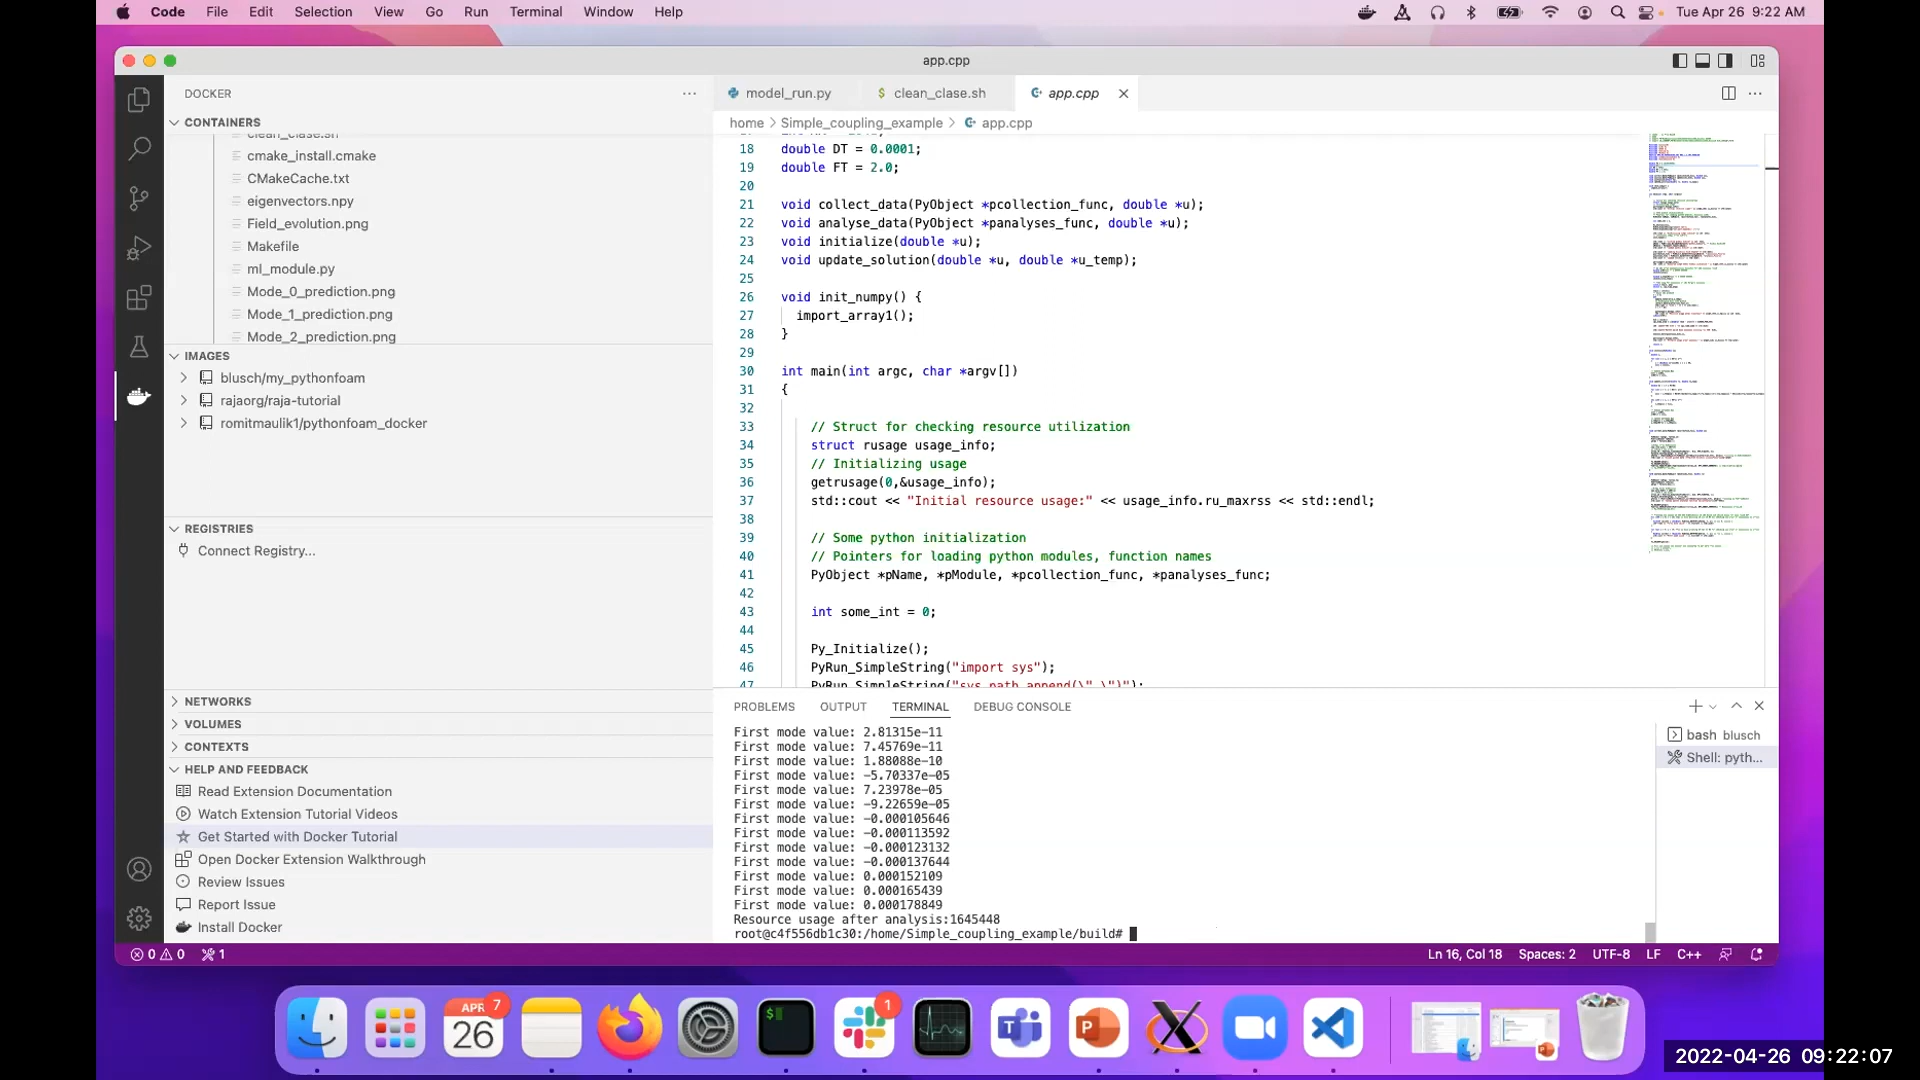 Code File Edit Selection View Go Run Terminal Window Help
Tue Apr 26 9:22 AM
app.cpp
DOCKER
CONTAINERS
clean_clase.sh
cmake_install.cmake
CMakeCache.txt
eigenvectors.npy
Field_evolution.png
Makefile
ml_module.py
Mode_0_prediction.png
Mode_1_prediction.png
Mode_2_prediction.png
IMAGES
blusch/my_pythonfoam
rajaorg/raja-tutorial
romitmaulik1/pythonfoam_docker
REGISTRIES
Connect Registry...
NETWORKS
VOLUMES
CONTEXTS
HELP AND FEEDBACK
Read Extension Documentation
Watch Extension Tutorial Videos
Get Started with Docker Tutorial
Open Docker Extension Walkthrough
Review Issues
Report Issue
Install Docker
model_run.py
$ clean_clase.sh
app.cpp
home > Simple_coupling_example > app.cpp
18 double DT = 0.0001;
19 double FT = 2.0;
20
21 void collect_data(PyObject *pcollection_func, double *u);
22 void analyse_data(PyObject *panalyses_func, double *u);
23 void initialize(double *u);
24 void update_solution(double *u, double *u_temp);
25
26 void init_numpy() {
27 import_array1();
28 }
29
30 int main(int argc, char *argv[])
31 {
32
33 // Struct for checking resource utilization
34 struct rusage usage_info;
35 // Initializing usage
36 getrusage(0,&usage_info);
37 std::cout << "Initial resource usage:" << usage_info.ru_maxrss << std::endl;
38
39 // Some python initialization
40 // Pointers for loading python modules, function names
41 PyObject *pName, *pModule, *pcollection_func, *panalyses_func;
42
43 int some_int = 0;
44
45 Py_Initialize();
46 PyRun_SimpleString("import sys");
47 PyRun_SimpleString("sys.path.append(\".\")");
PROBLEMS OUTPUT TERMINAL DEBUG CONSOLE
First mode value: 2.81315e-11
First mode value: 7.45769e-11
First mode value: 1.88088e-10
First mode value: -5.70337e-05
First mode value: 7.23978e-05
First mode value: -9.22659e-05
First mode value: -0.000105646
First mode value: -0.000113592
First mode value: -0.000123132
First mode value: -0.000137644
First mode value: 0.000152109
First mode value: 0.000165439
First mode value: 0.000178849
Resource usage after analysis:1645448
root@c4f556db1c30:/home/Simple_coupling_example/build#
bash blusch
Shell: pyth...
0 0 1
Ln 16, Col 18 Spaces: 2 UTF-8 LF C++
APR 7
26
$
1
2022-04-26 09:22:07